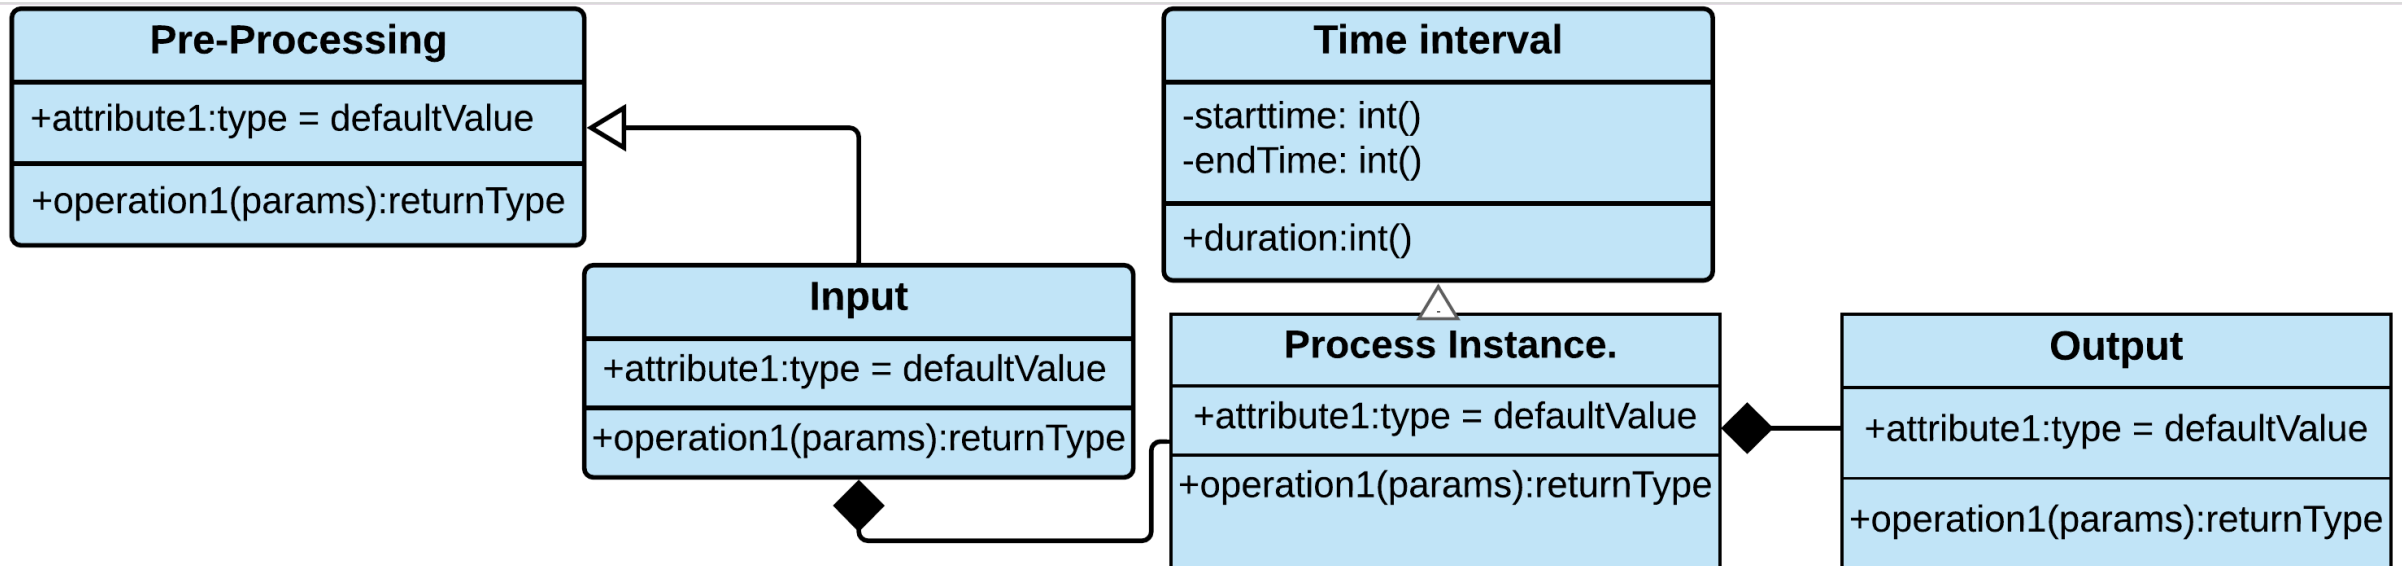 Pre-Processing
+attribute1:type = defaultValue
+operation1(params):returnType
Time interval
-starttime: int()
-endTime: int()
+duration:int()
Input
+attribute1:type = defaultValue
+operation1(params):returnType
-
Process Instance.
+attribute1:type = defaultValue
+operation1(params):returnType
Output
+attribute1:type = defaultValue
+operation1(params):returnType